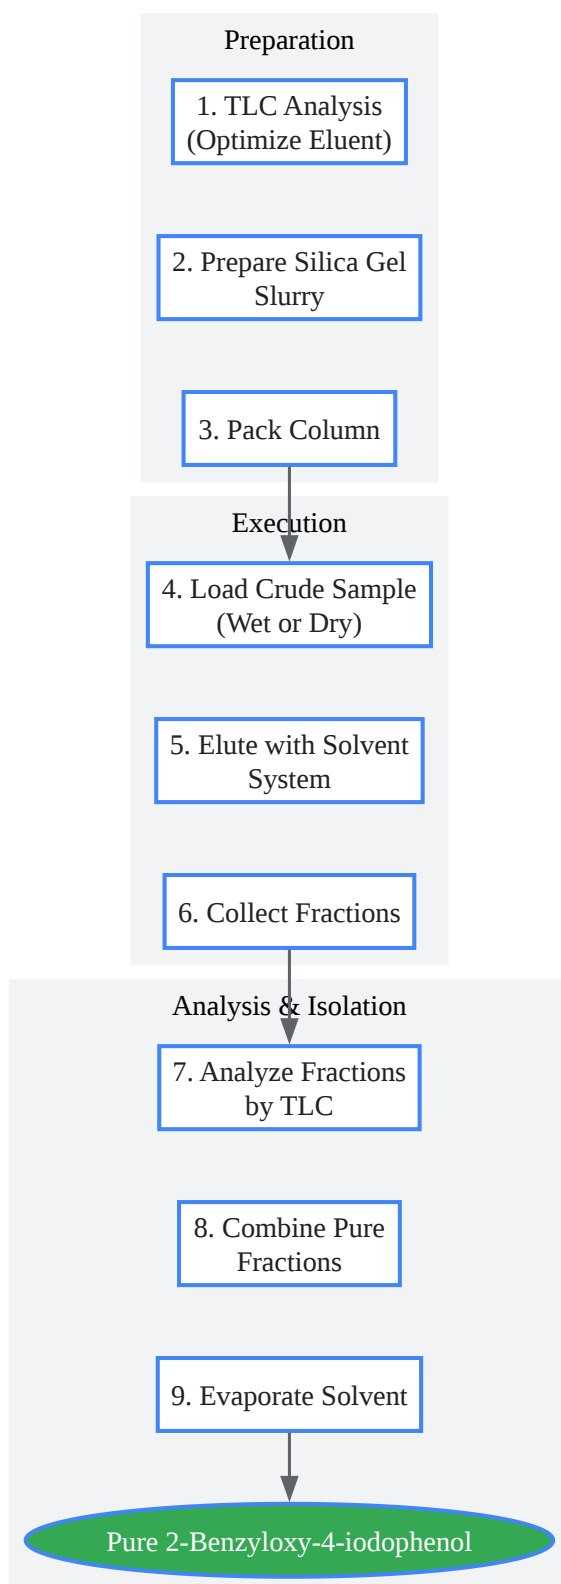 Preparation
1. TLC Analysis
(Optimize Eluent)
2. Prepare Silica Gel
Slurry
3. Pack Column
Execution
4. Load Crude Sample
(Wet or Dry)
5. Elute with Solvent
System
6. Collect Fractions
Analysis & Isolation
7. Analyze Fractions
by TLC
8. Combine Pure
Fractions
9. Evaporate Solvent
Pure 2-Benzyloxy-4-iodophenol